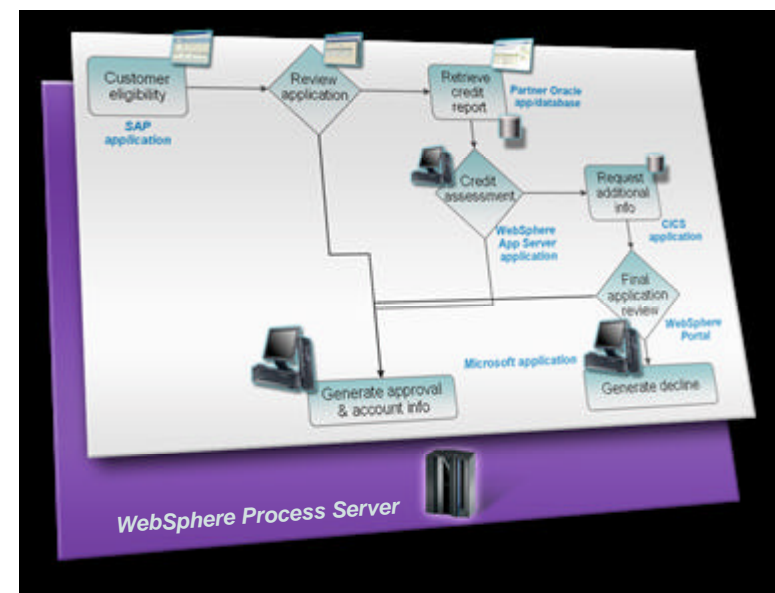 Customer
eligibility
SAP
application
Review
application
Retrieve
credit
report
Partner Oracle
app/database
Credit
assessment
WebSphere
App Server
application
Request
additional
info
CICS
application
Final
application
review
WebSphere
Portal
Microsoft application
Generate decline
Generate approval
& account info
WebSphere Process Server